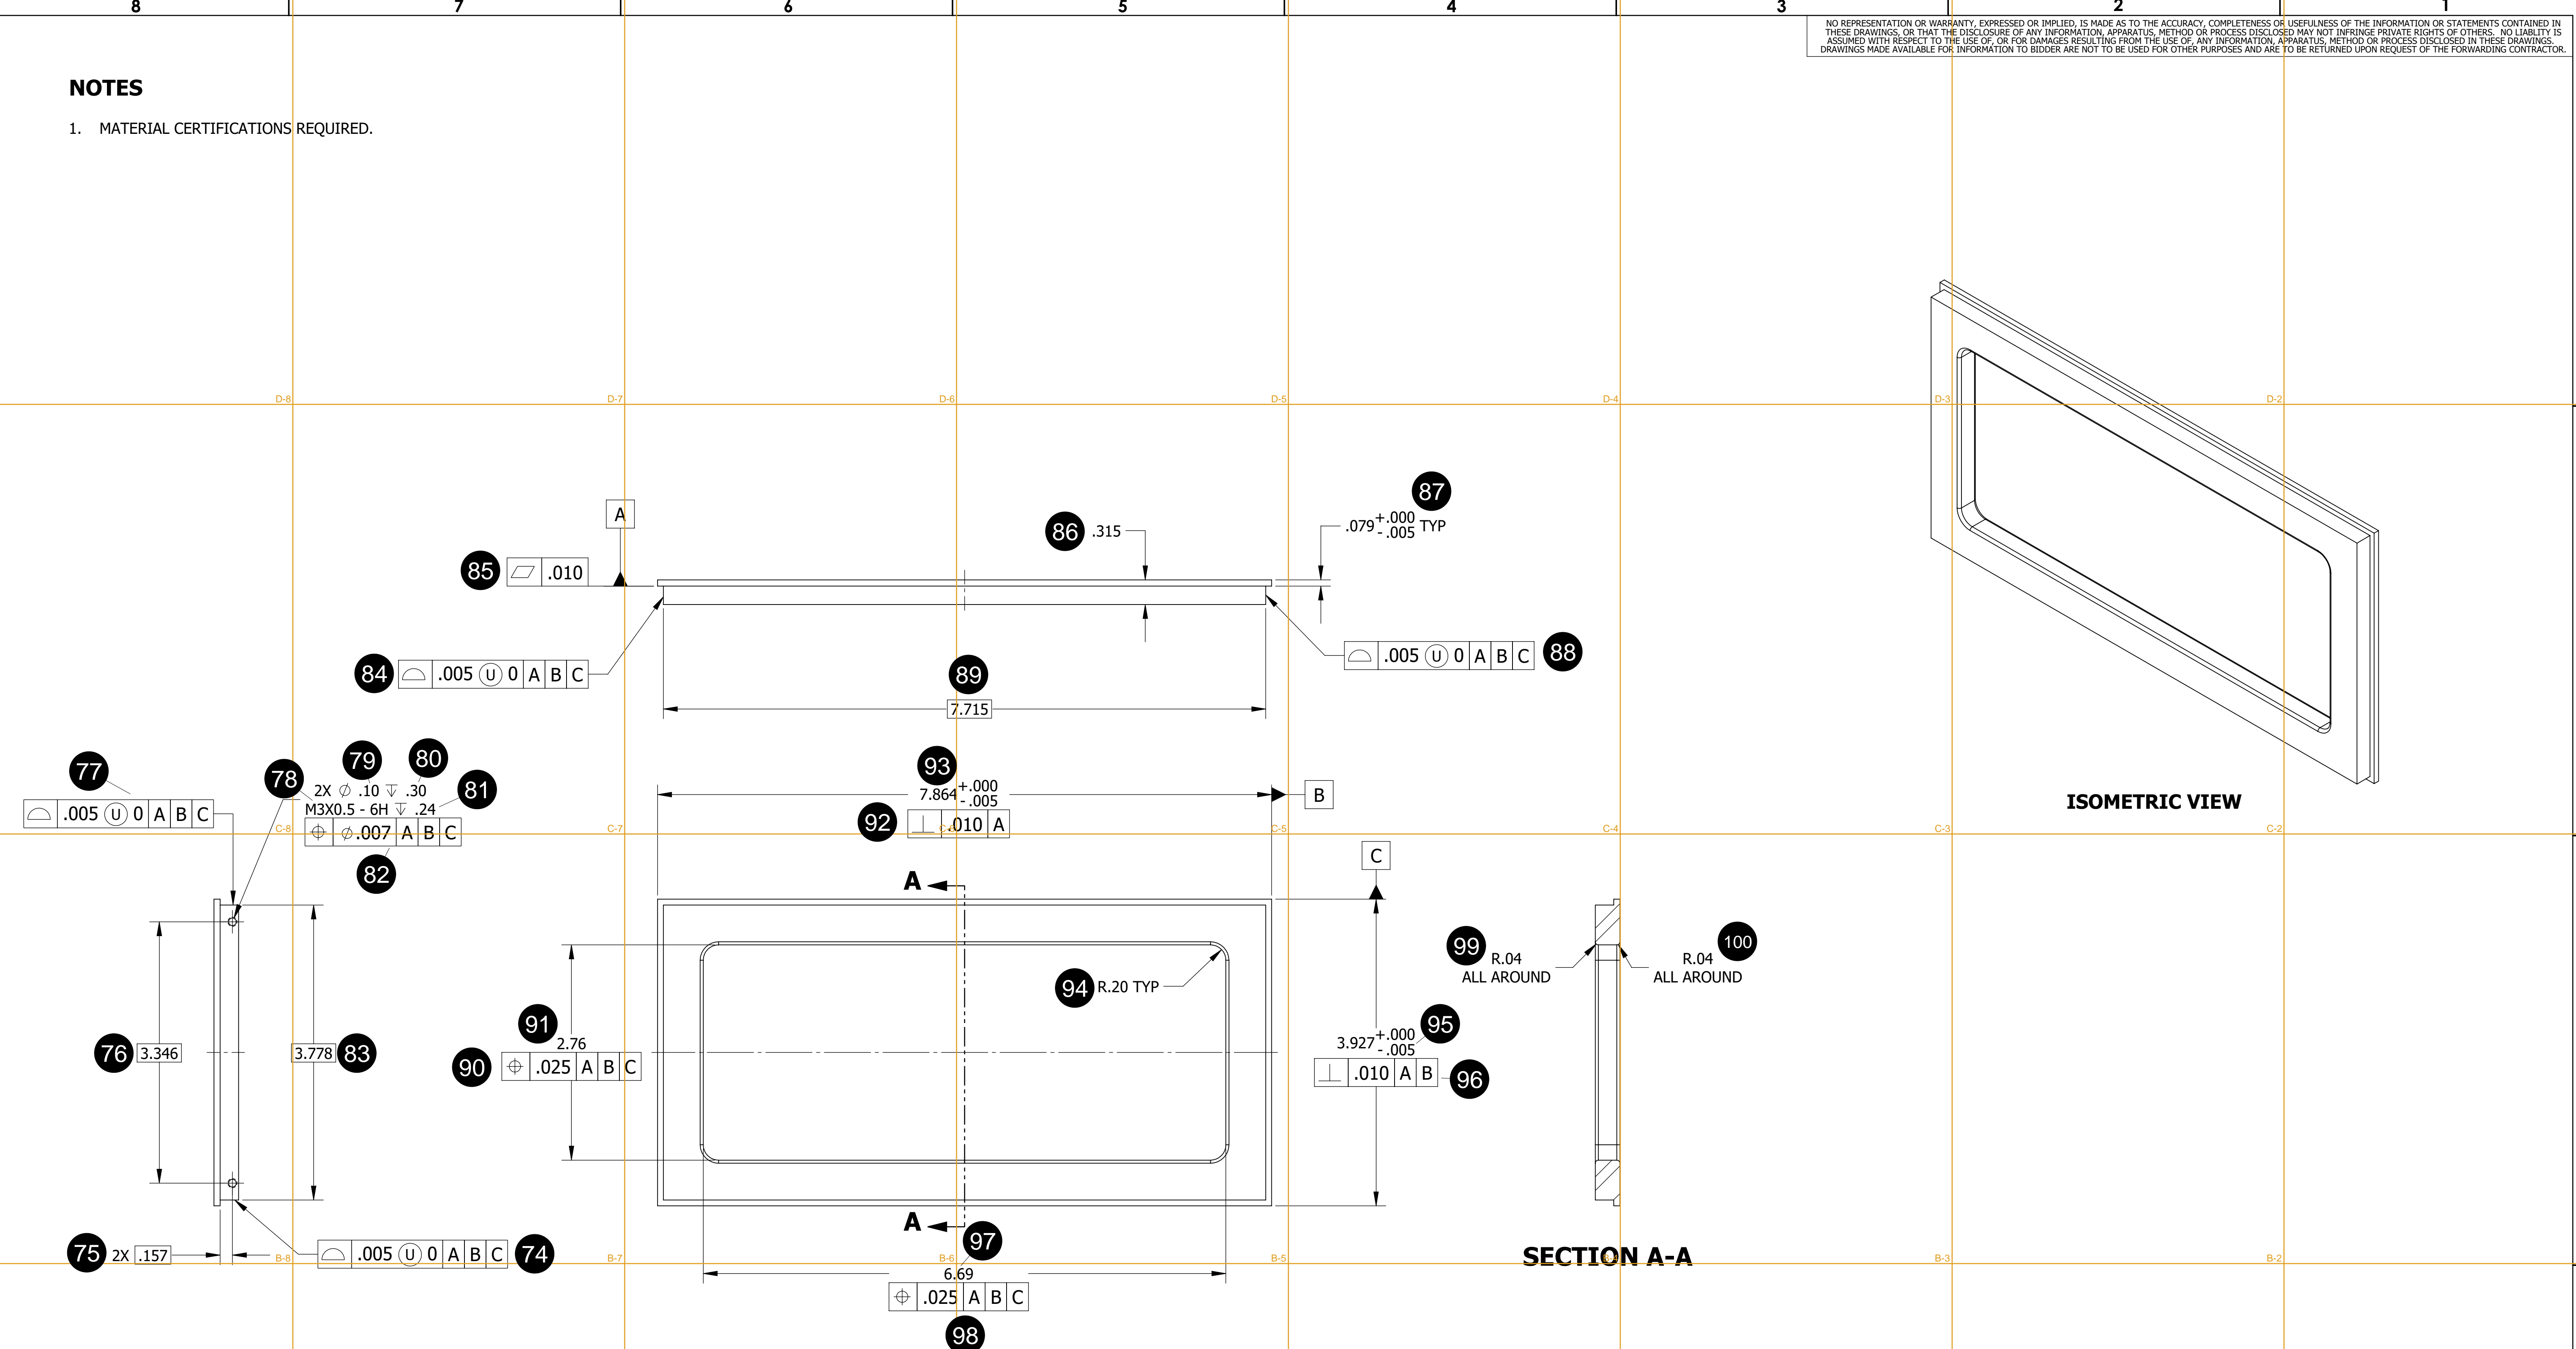 8 7 6 5 4 3 2 1
NO REPRESENTATION OR WARRANTY, EXPRESSED OR IMPLIED, IS MADE AS TO THE ACCURACY, COMPLETENESS OR USEFULNESS OF THE INFORMATION OR STATEMENTS CONTAINED IN
THESE DRAWINGS, OR THAT THE DISCLOSURE OF ANY INFORMATION, APPARATUS, METHOD OR PROCESS DISCLOSED MAY NOT INFRINGE PRIVATE RIGHTS OF OTHERS. NO LIABLITY IS
ASSUMED WITH RESPECT TO THE USE OF, OR FOR DAMAGES RESULTING FROM THE USE OF, ANY INFORMATION, APPARATUS, METHOD OR PROCESS DISCLOSED IN THESE DRAWINGS.
DRAWINGS MADE AVAILABLE FOR INFORMATION TO BIDDER ARE NOT TO BE USED FOR OTHER PURPOSES AND ARE TO BE RETURNED UPON REQUEST OF THE FORWARDING CONTRACTOR.
NOTES
1. MATERIAL CERTIFICATIONS REQUIRED.
D-8 D-7 D-6 D-5 D-4 D-3 D-2
A
85 ⏥ .010
86 .315
87
.079 +.000 -.005 TYP
84 ⌓ .005 Ⓤ 0 A B C
⌓ .005 Ⓤ 0 A B C 88
89
7.715
77
⌓ .005 Ⓤ 0 A B C
78 79 80 81
2X ⌀ .10 ↧ .30
M3X0.5 - 6H ↧ .24
⌖ ⌀.007 A B C
82
93
7.864 +.000 -.005
92 ⟂ .010 A
B
ISOMETRIC VIEW
C-8 C-7 C-6 C-5 C-4 C-3 C-2
C
A
94 R.20 TYP
99 R.04
ALL AROUND
100
R.04
ALL AROUND
76 3.346
3.778 83
91
2.76
90 ⌖ .025 A B C
95
3.927 +.000 -.005
⟂ .010 A B 96
A
75 2X .157
⌓ .005 Ⓤ 0 A B C 74
97
6.69
⌖ .025 A B C
98
SECTION A-A
B-8 B-7 B-6 B-5 B-4 B-3 B-2